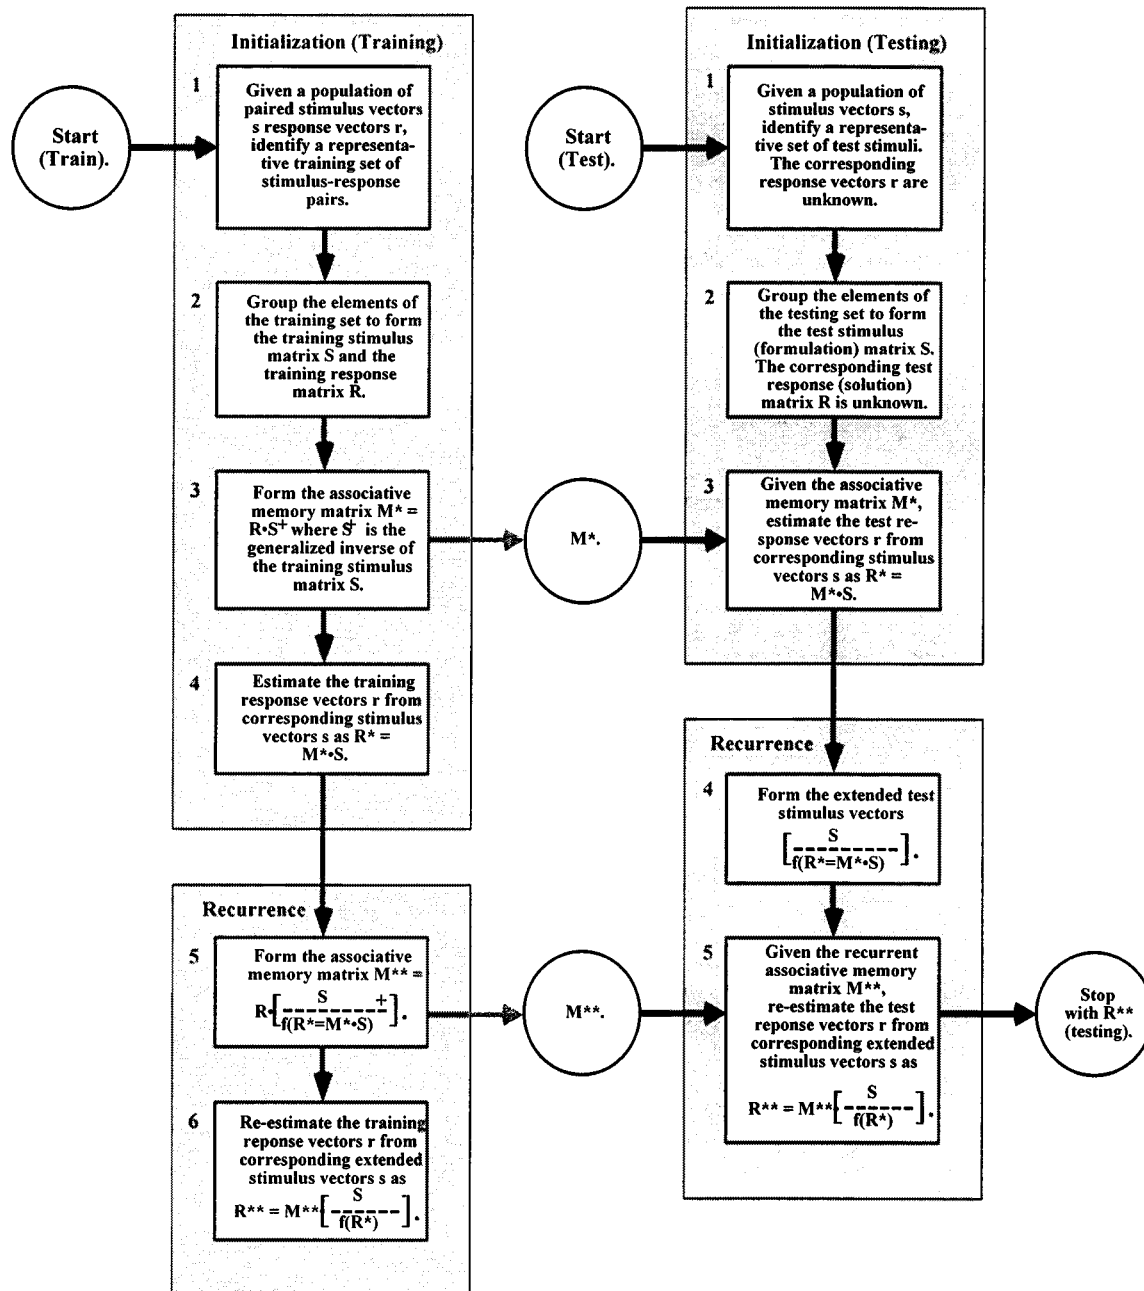 Initialization (Training)
Start
(Train).
1
Given a population of
paired stimulus vectors
s response vectors r,
identify a representa-
tive training set of
stimulus-response
pairs.
2
Group the elements of
the training set to form
the training stimulus
matrix S and the
training response
matrix R.
3
Form the associative
memory matrix M* =
R•S+ where S+ is the
generalized inverse of
the training stimulus
matrix S.
4
Estimate the training
response vectors r from
corresponding stimulus
vectors s as R* =
M*•S.
Recurrence
5
Form the associative
memory matrix M** =
R•[S
---------- +
f(R*=M*•S)].
6
Re-estimate the training
reponse vectors r from
corresponding extended
stimulus vectors s as
R** = M**[S
--------
f(R*)].
M*.
M**.
Initialization (Testing)
Start
(Test).
1
Given a population of
stimulus vectors s,
identify a representa-
tive set of test stimuli.
The corresponding
response vectors r are
unknown.
2
Group the elements of
the testing set to form
the test stimulus
(formulation) matrix S.
The corresponding test
response (solution)
matrix R is unknown.
3
Given the associative
memory matrix M*,
estimate the test re-
sponse vectors r from
corresponding stimulus
vectors s as R* =
M*•S.
Recurrence
4
Form the extended test
stimulus vectors
[S
----------
f(R*=M*•S)].
5
Given the recurrent
associative memory
matrix M**,
re-estimate the test
reponse vectors r from
corresponding extended
stimulus vectors s as
R** = M**[S
--------
f(R*)].
Stop
with R**
(testing).